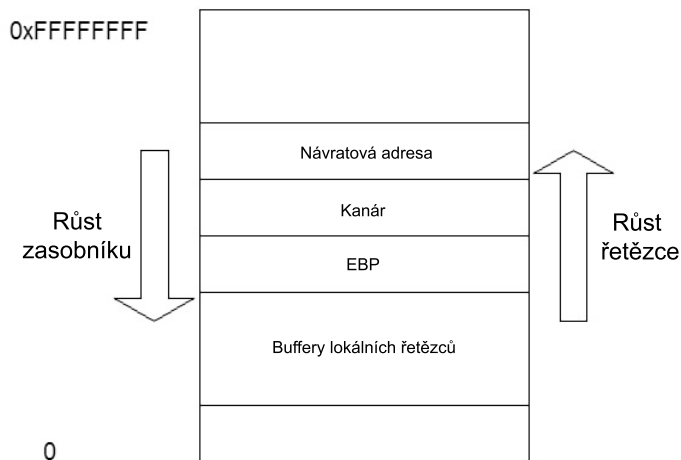 0xFFFFFFFF
Návratová adresa
Kanár
EBP
Buffery lokálních řetězců
Růst
zasobníku
Růst
řetězce
0